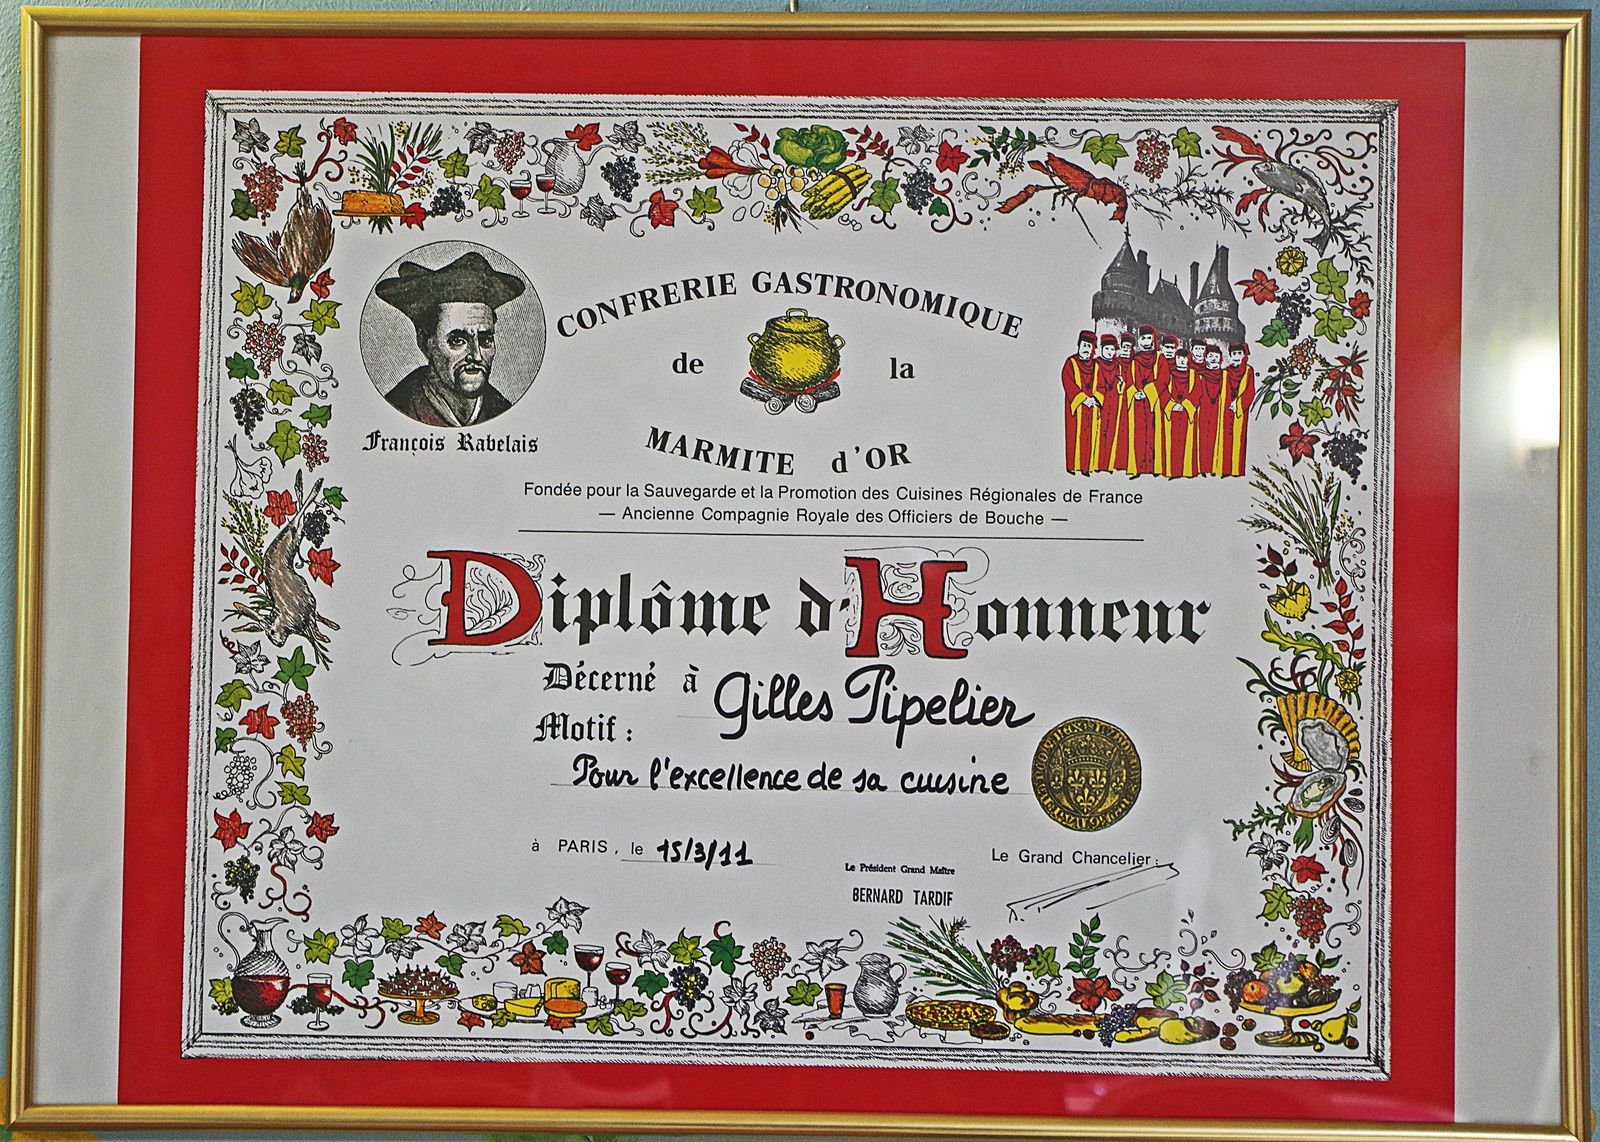 CONFRERIE GASTRONOMIQUE
de la
MARMITE d'OR
François Rabelais
Fondée pour la Sauvegarde et la Promotion des Cuisines Régionales de France
— Ancienne Compagnie Royale des Officiers de Bouche —
Diplôme d'Honneur
Décerné à Gilles Pipelier
Motif :
Pour l'excellence de sa cuisine
à PARIS, le 15/3/11
Le Grand Chancelier :
Le Président Grand Maître
BERNARD TARDIF